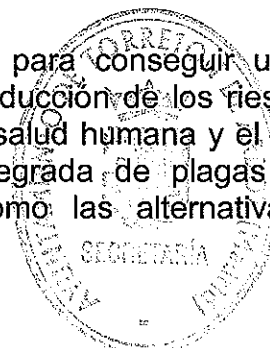 para conseguir u
ducción de los ries
salud humana y el
egrada de plagas
omo las alternativa
SECRETARÍA